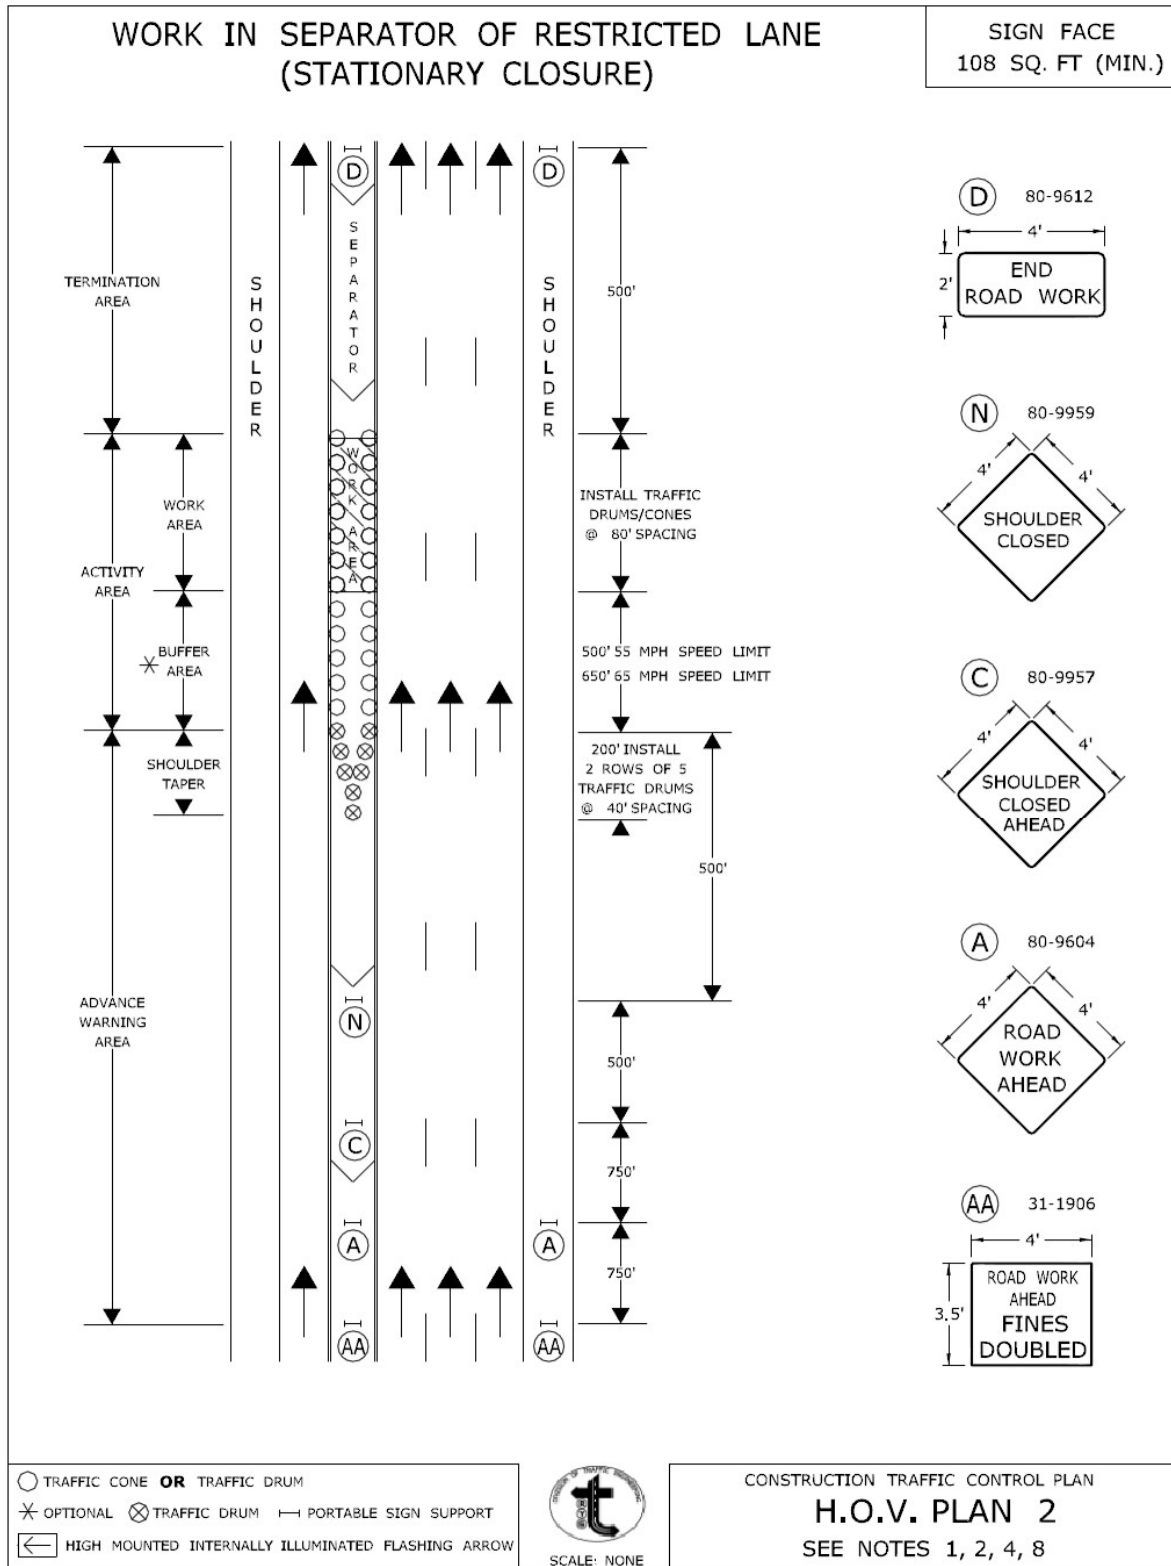 WORK IN SEPARATOR OF RESTRICTED LANE
(STATIONARY CLOSURE)
SIGN FACE
108 SQ. FT (MIN.)
D
D
SEPARATOR
SHOULDER
SHOULDER
TERMINATION
AREA
500'
WORK AREA
WORK
AREA
ACTIVITY
AREA
BUFFER
AREA
INSTALL TRAFFIC
DRUMS/CONES
@ 80' SPACING
500' 55 MPH SPEED LIMIT
650' 65 MPH SPEED LIMIT
SHOULDER
TAPER
200' INSTALL
2 ROWS OF 5
TRAFFIC DRUMS
@ 40' SPACING
500'
ADVANCE
WARNING
AREA
N
500'
C
750'
A
A
750'
AA
AA
D 80-9612
4'
2'
END
ROAD WORK
N 80-9959
4' 4'
SHOULDER
CLOSED
C 80-9957
4' 4'
SHOULDER
CLOSED
AHEAD
A 80-9604
4' 4'
ROAD
WORK
AHEAD
AA 31-1906
4'
3.5'
ROAD WORK
AHEAD
FINES
DOUBLED
TRAFFIC CONE OR TRAFFIC DRUM
OPTIONAL TRAFFIC DRUM PORTABLE SIGN SUPPORT
HIGH MOUNTED INTERNALLY ILLUMINATED FLASHING ARROW
DIVISION OF TRAFFIC ENGINEERING
SCALE: NONE
CONSTRUCTION TRAFFIC CONTROL PLAN
H.O.V. PLAN 2
SEE NOTES 1, 2, 4, 8